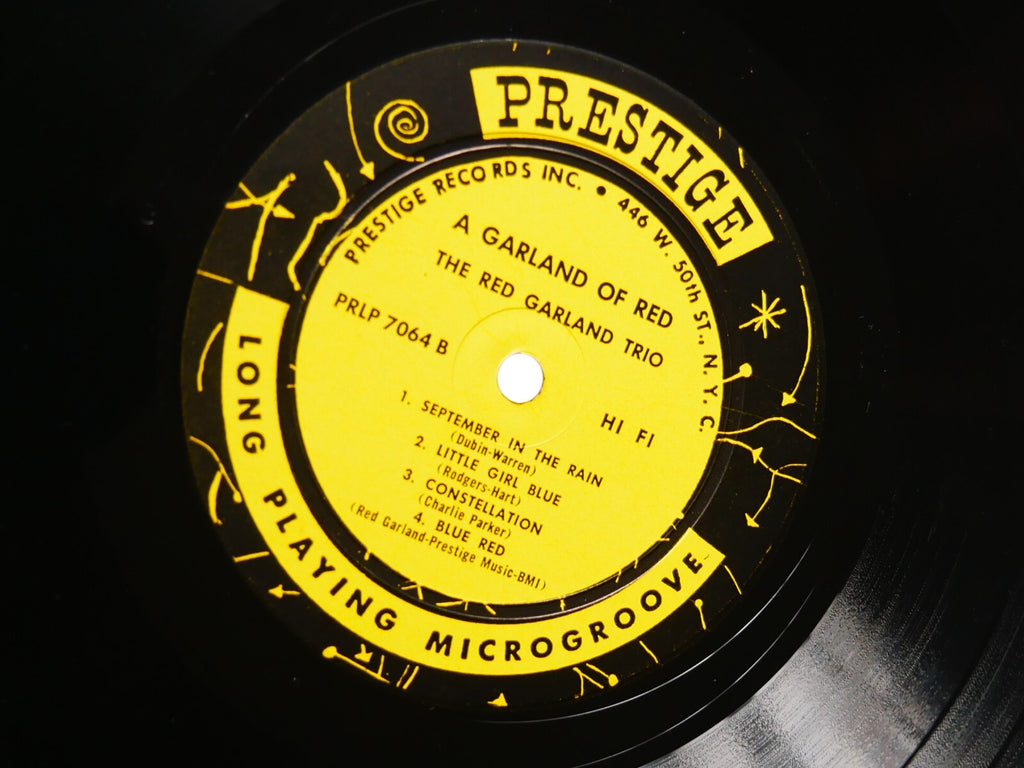 PRESTIGE
PRESTIGE RECORDS INC. • 446 W. 50th ST., N.Y.C.
A GARLAND OF RED
THE RED GARLAND TRIO
PRLP 7064 B
HI FI
1. SEPTEMBER IN THE RAIN
(Dubin-Warren)
2. LITTLE GIRL BLUE
(Rodgers-Hart)
3. CONSTELLATION
(Charlie Parker)
4. BLUE RED
(Red Garland-Prestige Music-BMI)
LONG PLAYING MICROGROOVE